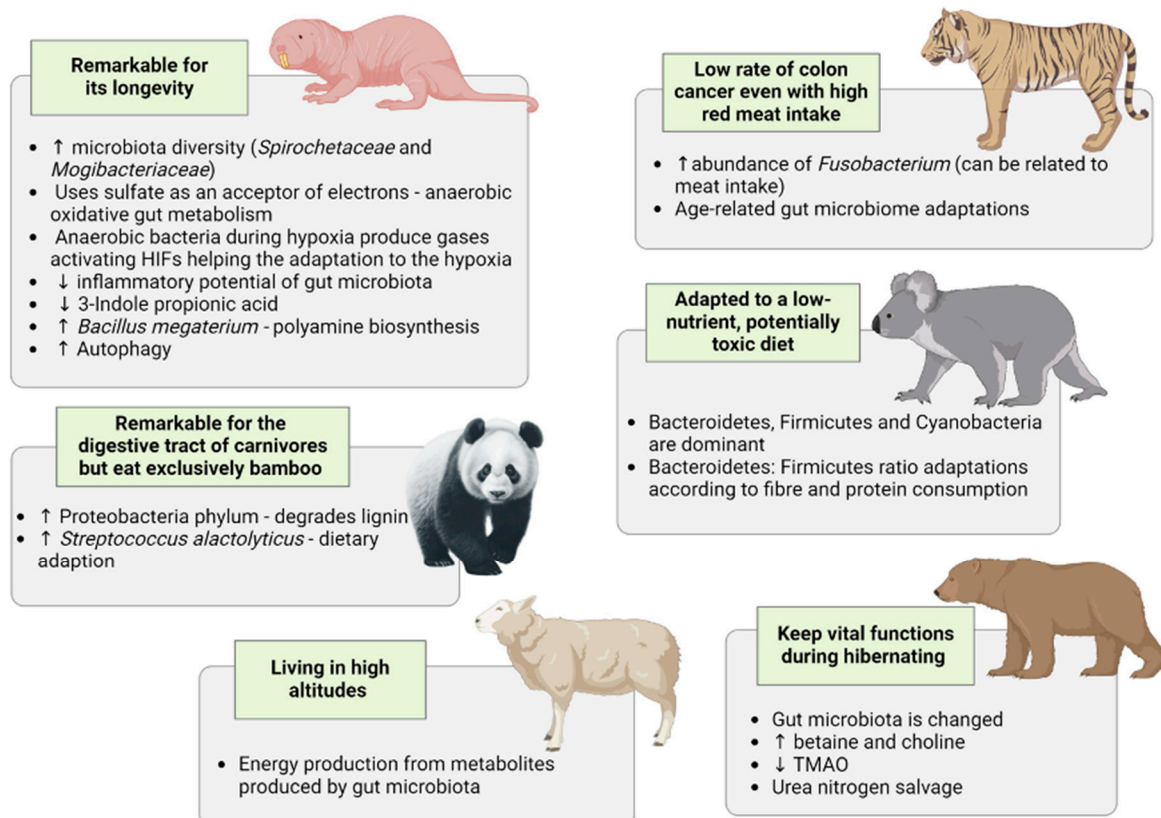 Remarkable for
its longevity
• ↑ microbiota diversity (Spirochetaceae and
Mogibacteriaceae)
• Uses sulfate as an acceptor of electrons - anaerobic
oxidative gut metabolism
• Anaerobic bacteria during hypoxia produce gases
activating HIFs helping the adaptation to the hypoxia
• ↓ inflammatory potential of gut microbiota
• ↓ 3-Indole propionic acid
• ↑ Bacillus megaterium - polyamine biosynthesis
• ↑ Autophagy
Low rate of colon
cancer even with high
red meat intake
• ↑ abundance of Fusobacterium (can be related to
meat intake)
• Age-related gut microbiome adaptations
Adapted to a low-
nutrient, potentially
toxic diet
• Bacteroidetes, Firmicutes and Cyanobacteria
are dominant
• Bacteroidetes: Firmicutes ratio adaptations
according to fibre and protein consumption
Remarkable for the
digestive tract of carnivores
but eat exclusively bamboo
• ↑ Proteobacteria phylum - degrades lignin
• ↑ Streptococcus alactolyticus - dietary
adaption
Living in high
altitudes
• Energy production from metabolites
produced by gut microbiota
Keep vital functions
during hibernating
• Gut microbiota is changed
• ↑ betaine and choline
• ↓ TMAO
• Urea nitrogen salvage